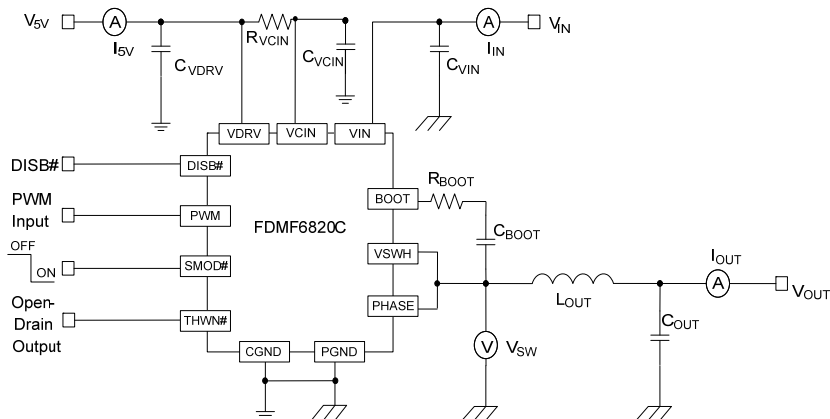 V5V
A
I5V
CVDRV
RVCIN
CVCIN
CVIN
A
IIN
VIN
VDRV
VCIN
VIN
DISB#
DISB#
PWM
Input
PWM
OFF
ON
SMOD#
Open-
Drain
Output
THWN#
FDMF6820C
BOOT
RBOOT
CBOOT
VSWH
PHASE
CGND
PGND
V
VSW
LOUT
COUT
IOUT
A
VOUT